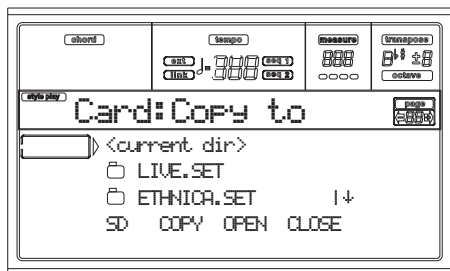 chord tempo measure transpose
ext seq 1
link seq 2
octave
style play
Card:Copy to page
<current dir>
LIVE.SET
ETHNICA.SET
SD COPY OPEN CLOSE